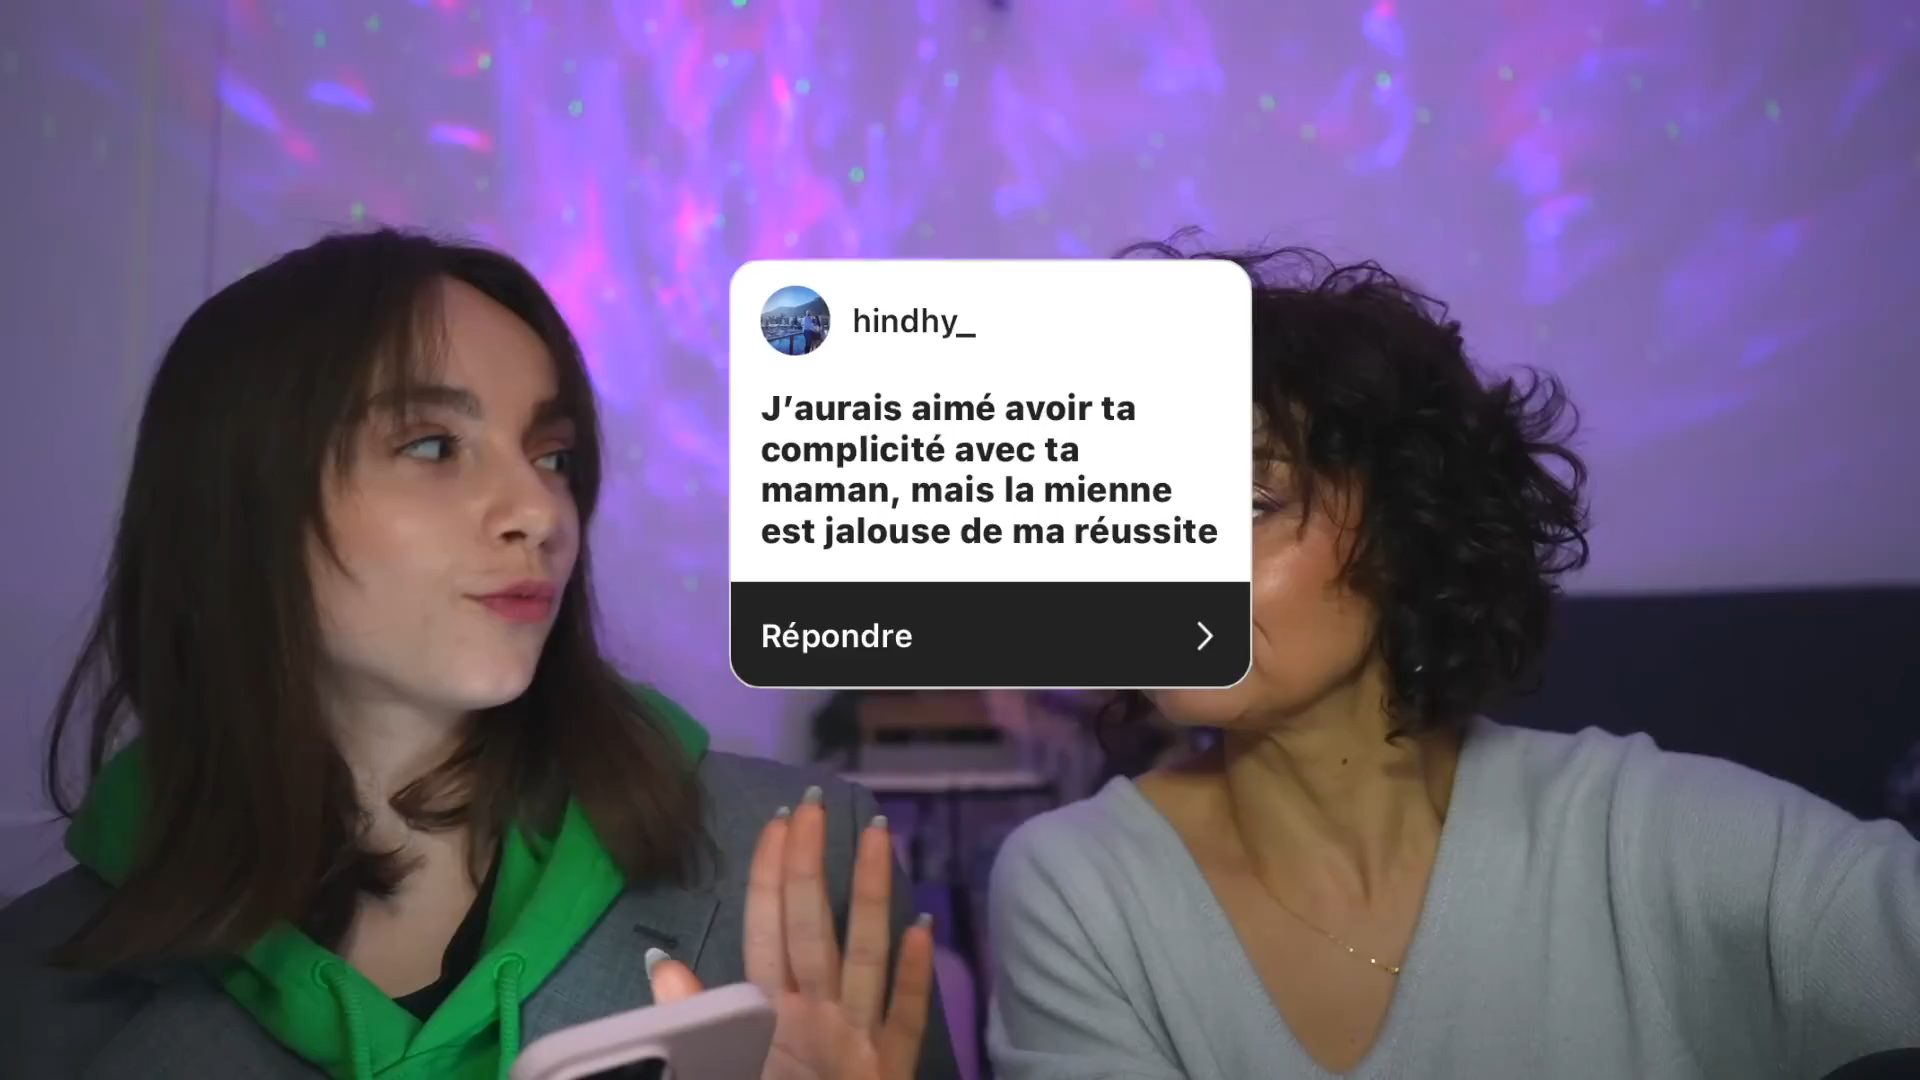 hindhy_
J’aurais aimé avoir ta
complicité avec ta
maman, mais la mienne
est jalouse de ma réussite
Répondre